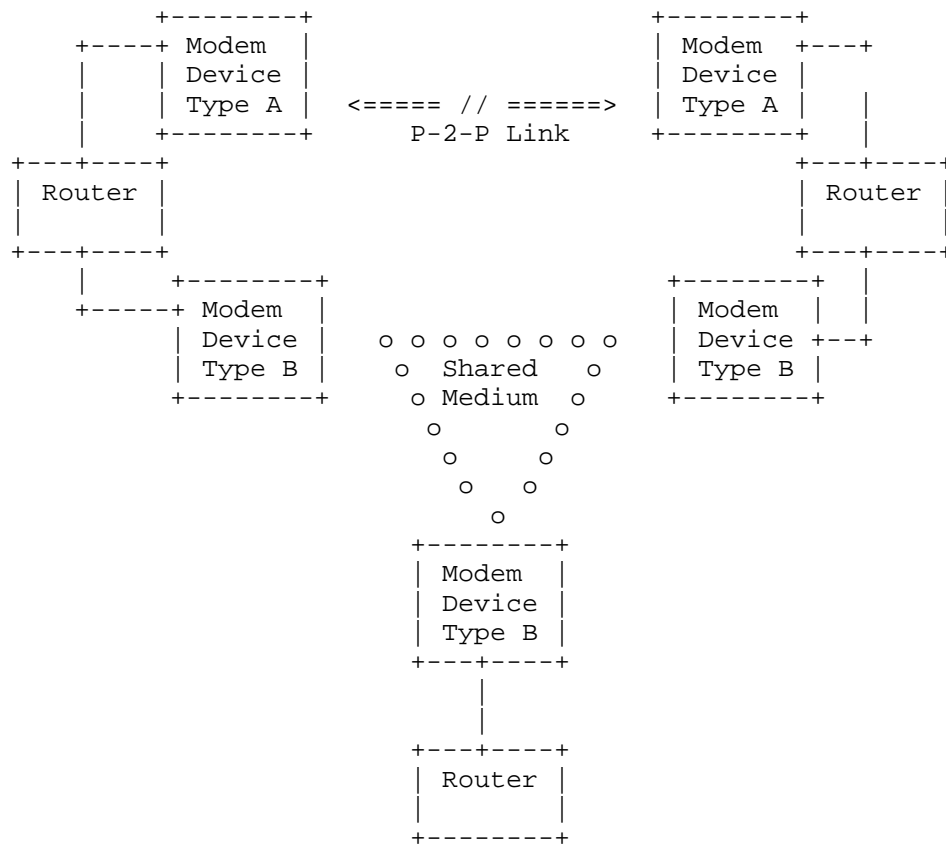 Modem
Device
Type A
Modem
Device
Type A
<===== // ======>
P-2-P Link
Router
Router
Modem
Device
Type B
Shared
Medium
Modem
Device
Type B
Modem
Device
Type B
Router